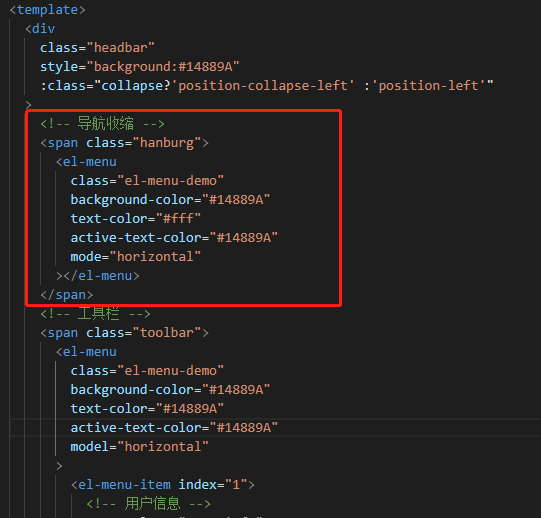 <template>
<div
class="headbar"
style="background:#14889A"
:class="collapse?'position-collapse-left' :'position-left'"
>
<!-- 导航收缩 -->
<span class="hanburg">
<el-menu
class="el-menu-demo"
background-color="#14889A"
text-color="#fff"
active-text-color="#14889A"
mode="horizontal"
></el-menu>
</span>
<!-- 工具栏 -->
<span class="toolbar">
<el-menu
class="el-menu-demo"
background-color="#14889A"
text-color="#14889A"
active-text-color="#14889A"
model="horizontal"
>
<el-menu-item index="1">
<!-- 用户信息 -->